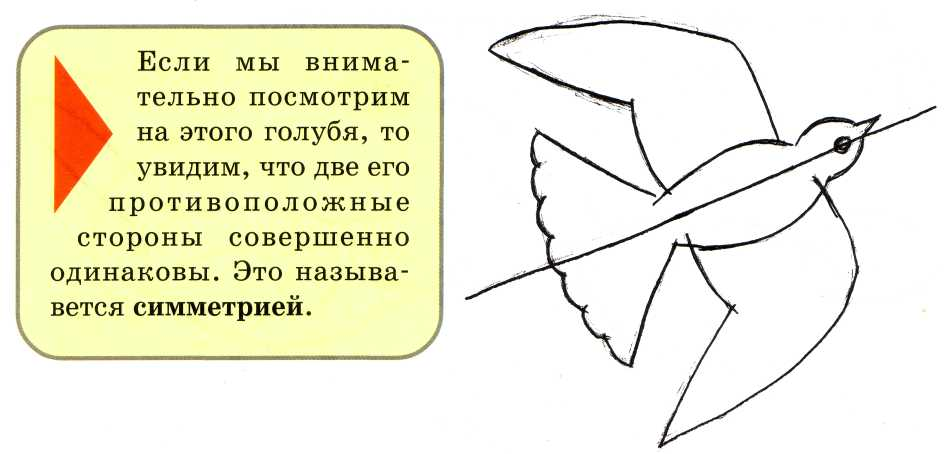 Если мы внима-
тельно посмотрим
на этого голубя, то
увидим, что две его
противоположные
стороны совершенно
одинаковы. Это называ-
вется симметрией.